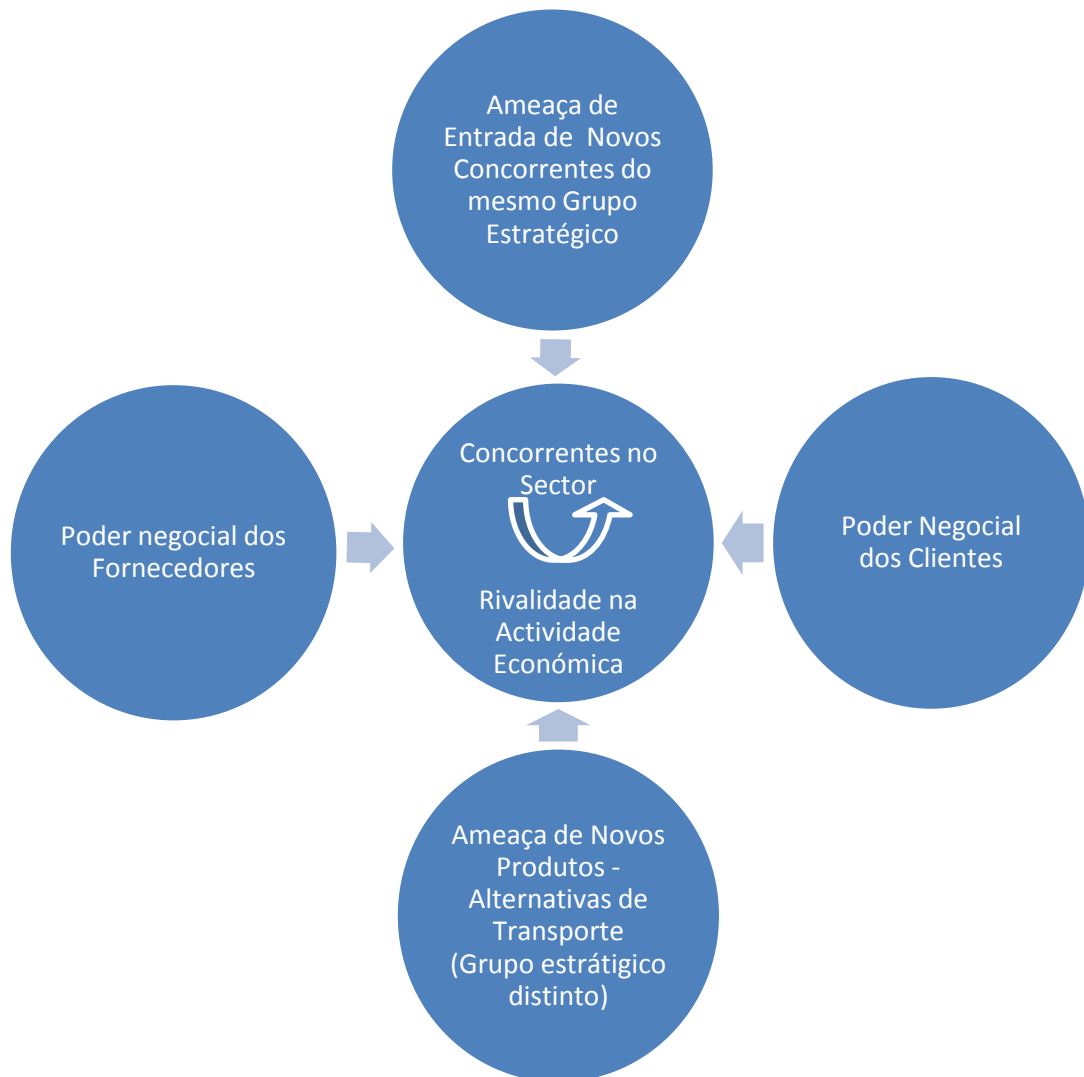 Ameaça de
Entrada de Novos
Concorrentes do
mesmo Grupo
Estratégico
Poder negocial dos
Fornecedores
Concorrentes no
Sector
Rivalidade na
Actividade
Económica
Poder Negocial
dos Clientes
Ameaça de Novos
Produtos -
Alternativas de
Transporte
(Grupo estrátigico
distinto)